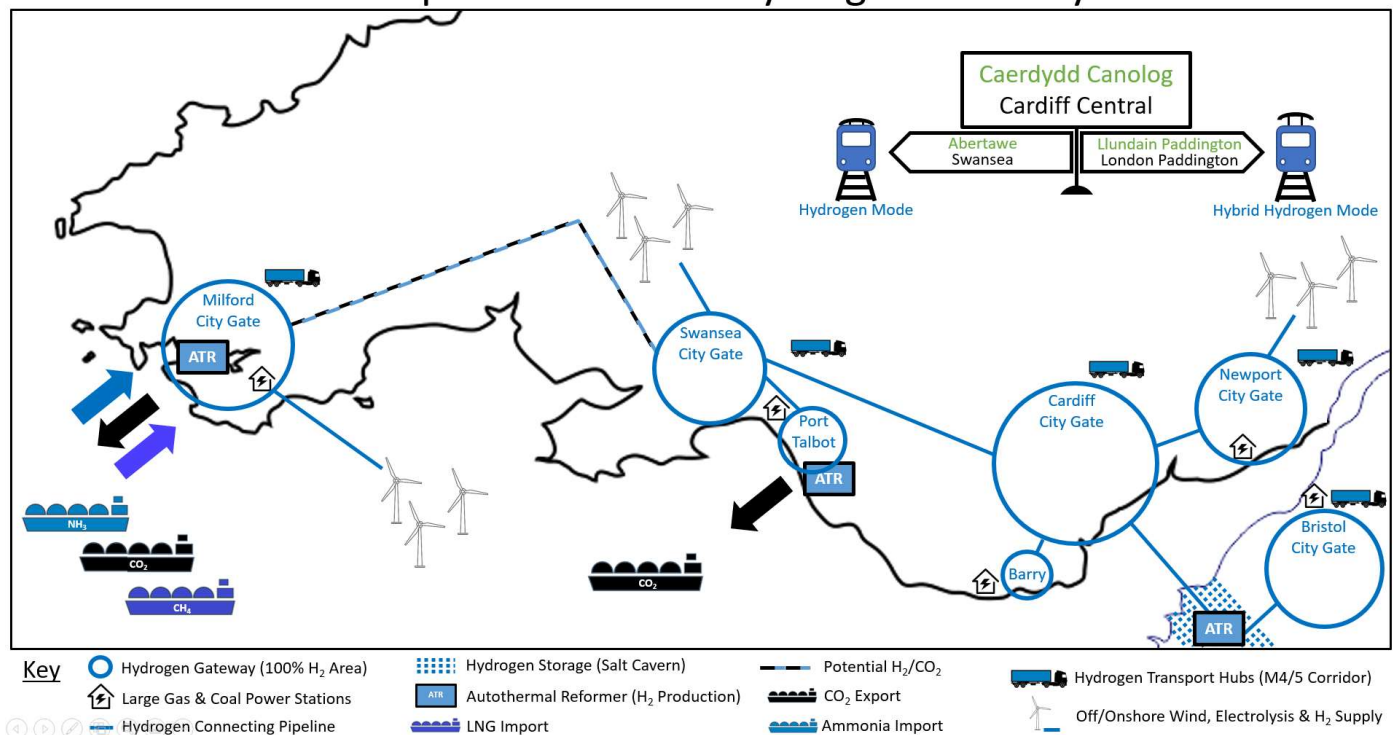 Caerdydd Canolog
Cardiff Central
Abertawe
Swansea
Llundain Paddington
London Paddington
Hydrogen Mode
Hybrid Hydrogen Mode
Milford
City Gate
ATR
Swansea
City Gate
Port
Talbot
ATR
Cardiff
City Gate
Newport
City Gate
Bristol
City Gate
Barry
ATR
NH₃
CO₂
CH₄
CO₂
Key
Hydrogen Gateway (100% H₂ Area)
Large Gas & Coal Power Stations
Hydrogen Connecting Pipeline
Hydrogen Storage (Salt Cavern)
ATR
Autothermal Reformer (H₂ Production)
LNG Import
Potential H₂/CO₂
CO₂ Export
Ammonia Import
Hydrogen Transport Hubs (M4/5 Corridor)
Off/Onshore Wind, Electrolysis & H₂ Supply